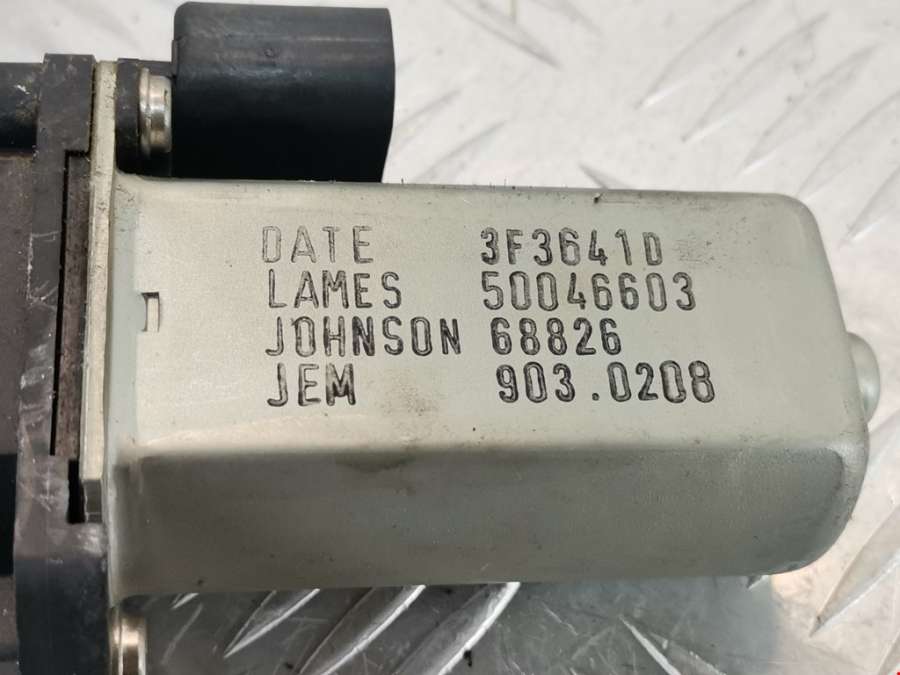 DATE 3F3641D
LAMES 50046603
JOHNSON 68826
JEM 903.0208